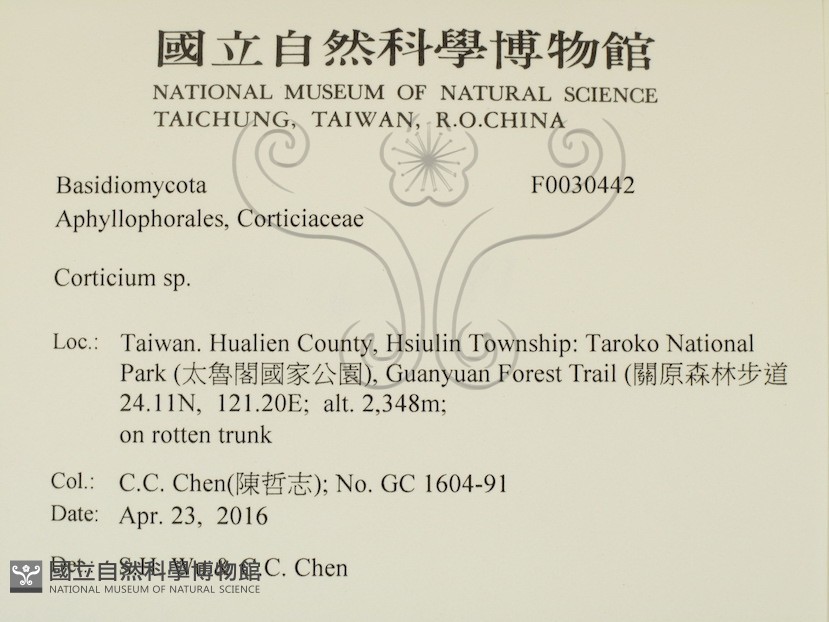 國立自然科學博物館
NATIONAL MUSEUM OF NATURAL SCIENCE
TAICHUNG, TAIWAN, R.O.CHINA
Basidiomycota F0030442
Aphyllophorales, Corticiaceae
Corticium sp.
Loc.: Taiwan. Hualien County, Hsiulin Township: Taroko National
Park (太魯閣國家公園), Guanyuan Forest Trail (關原森林步道
24.11N, 121.20E; alt. 2,348m;
on rotten trunk
Col.: C.C. Chen(陳哲志); No. GC 1604-91
Date: Apr. 23, 2016
Det.: S.H. Wu & C.C. Chen
國立自然科學博物館
NATIONAL MUSEUM OF NATURAL SCIENCE